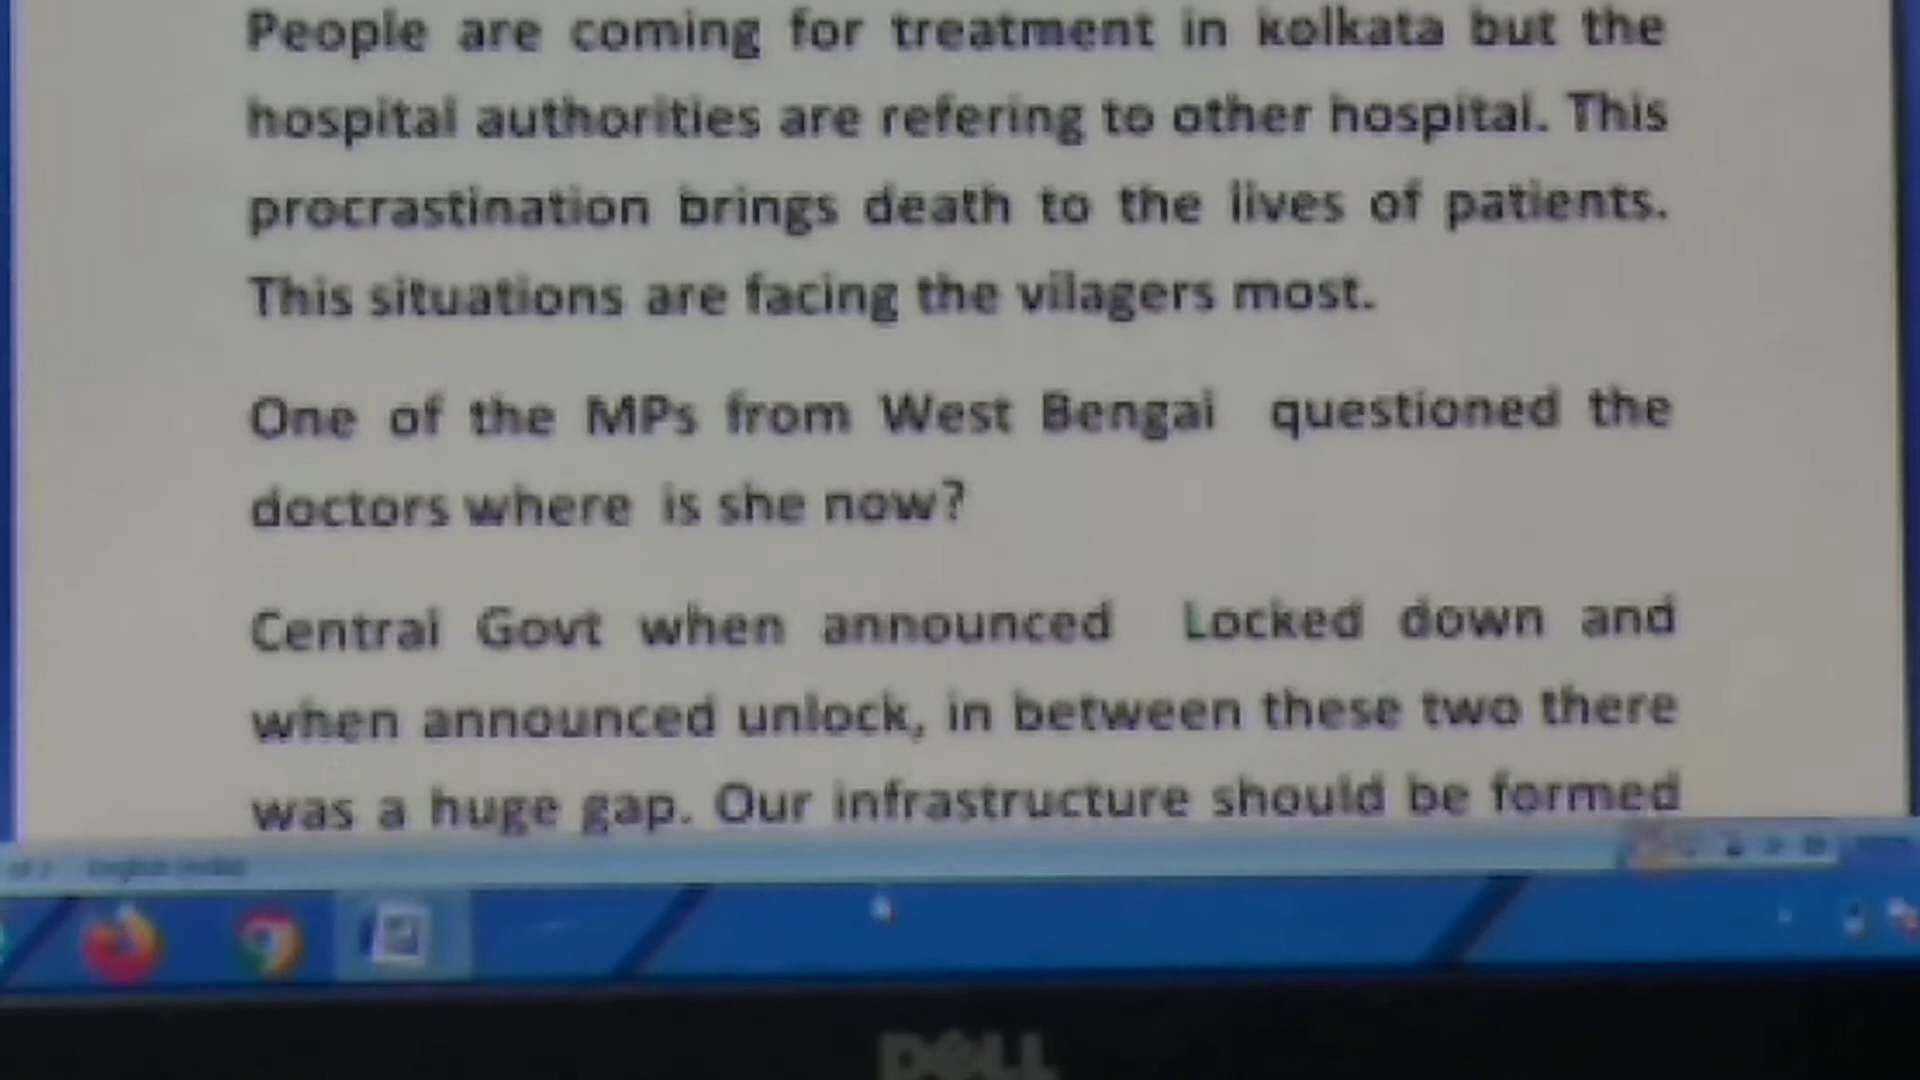 People are coming for treatment in kolkata but the
hospital authorities are refering to other hospital. This
procrastination brings death to the lives of patients.
This situations are facing the vilagers most.
One of the MPs from West Bengal questioned the
doctors where is she now?
Central Govt when announced Locked down and
when announced unlock, in between these two there
was a huge gap. Our infrastructure should be formed
English (India)
DELL